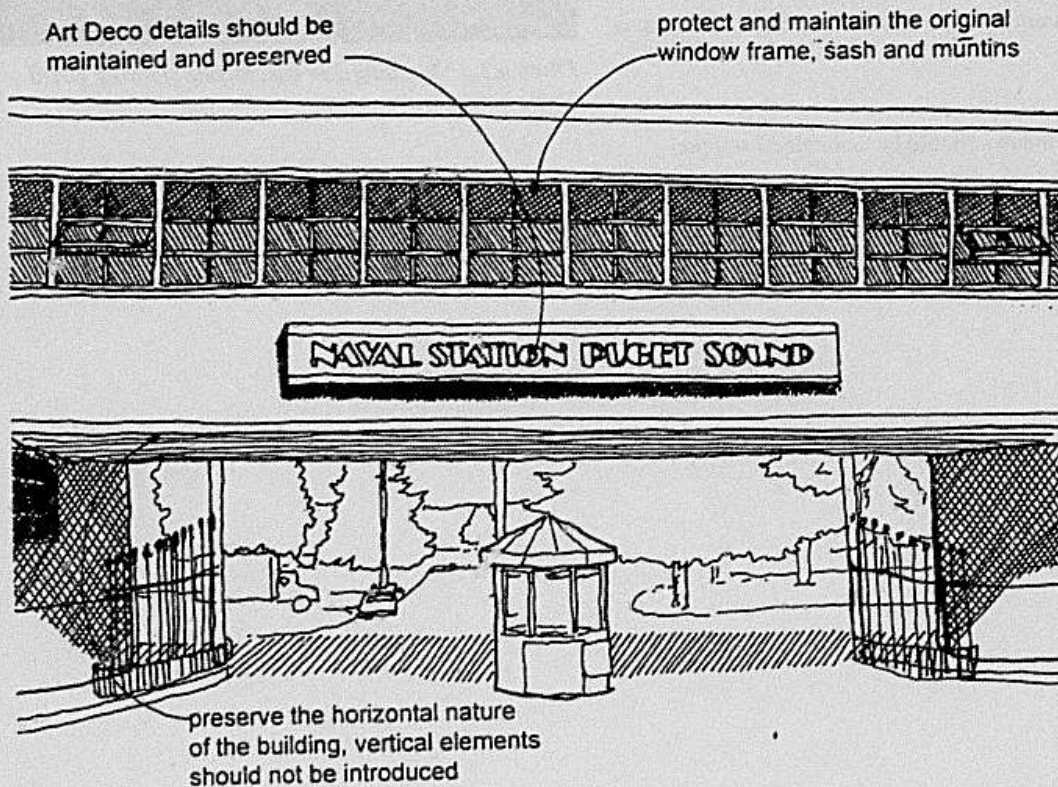 Art Deco details should be
maintained and preserved
protect and maintain the original
window frame, sash and muntins
NAVAL STATION PUGET SOUND
preserve the horizontal nature
of the building, vertical elements
should not be introduced